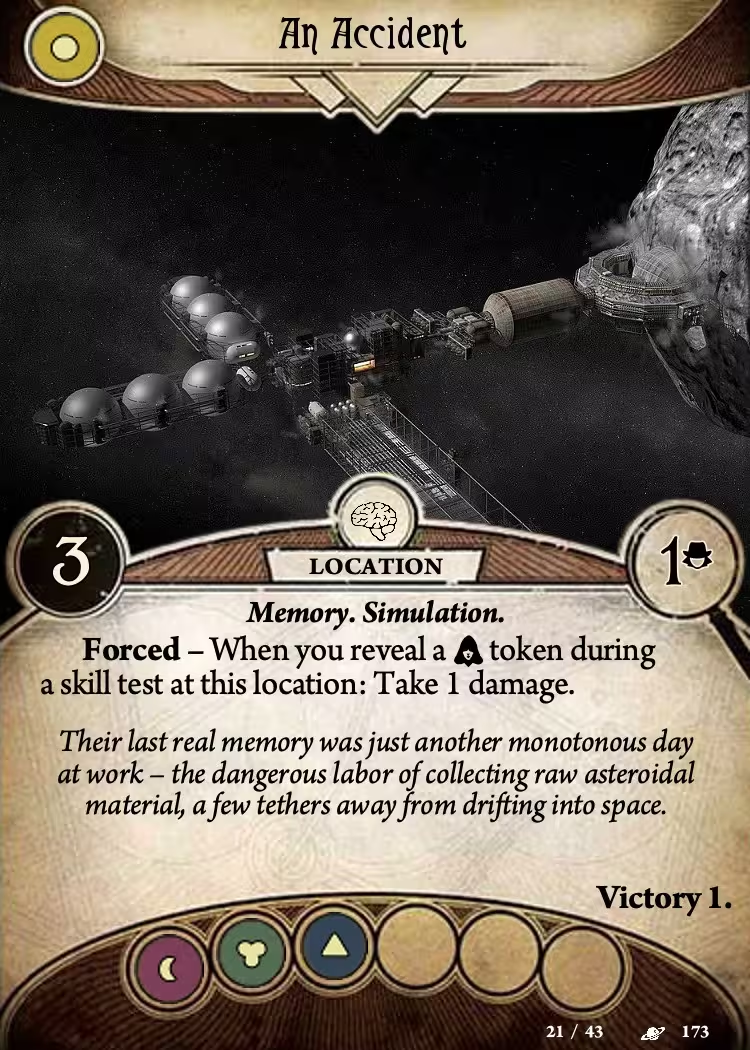 An Accident
3
1
LOCATION
Memory. Simulation.
Forced – When you reveal a token during
a skill test at this location: Take 1 damage.
Their last real memory was just another monotonous day
at work – the dangerous labor of collecting raw asteroidal
material, a few tethers away from drifting into space.
Victory 1.
21 / 43 173